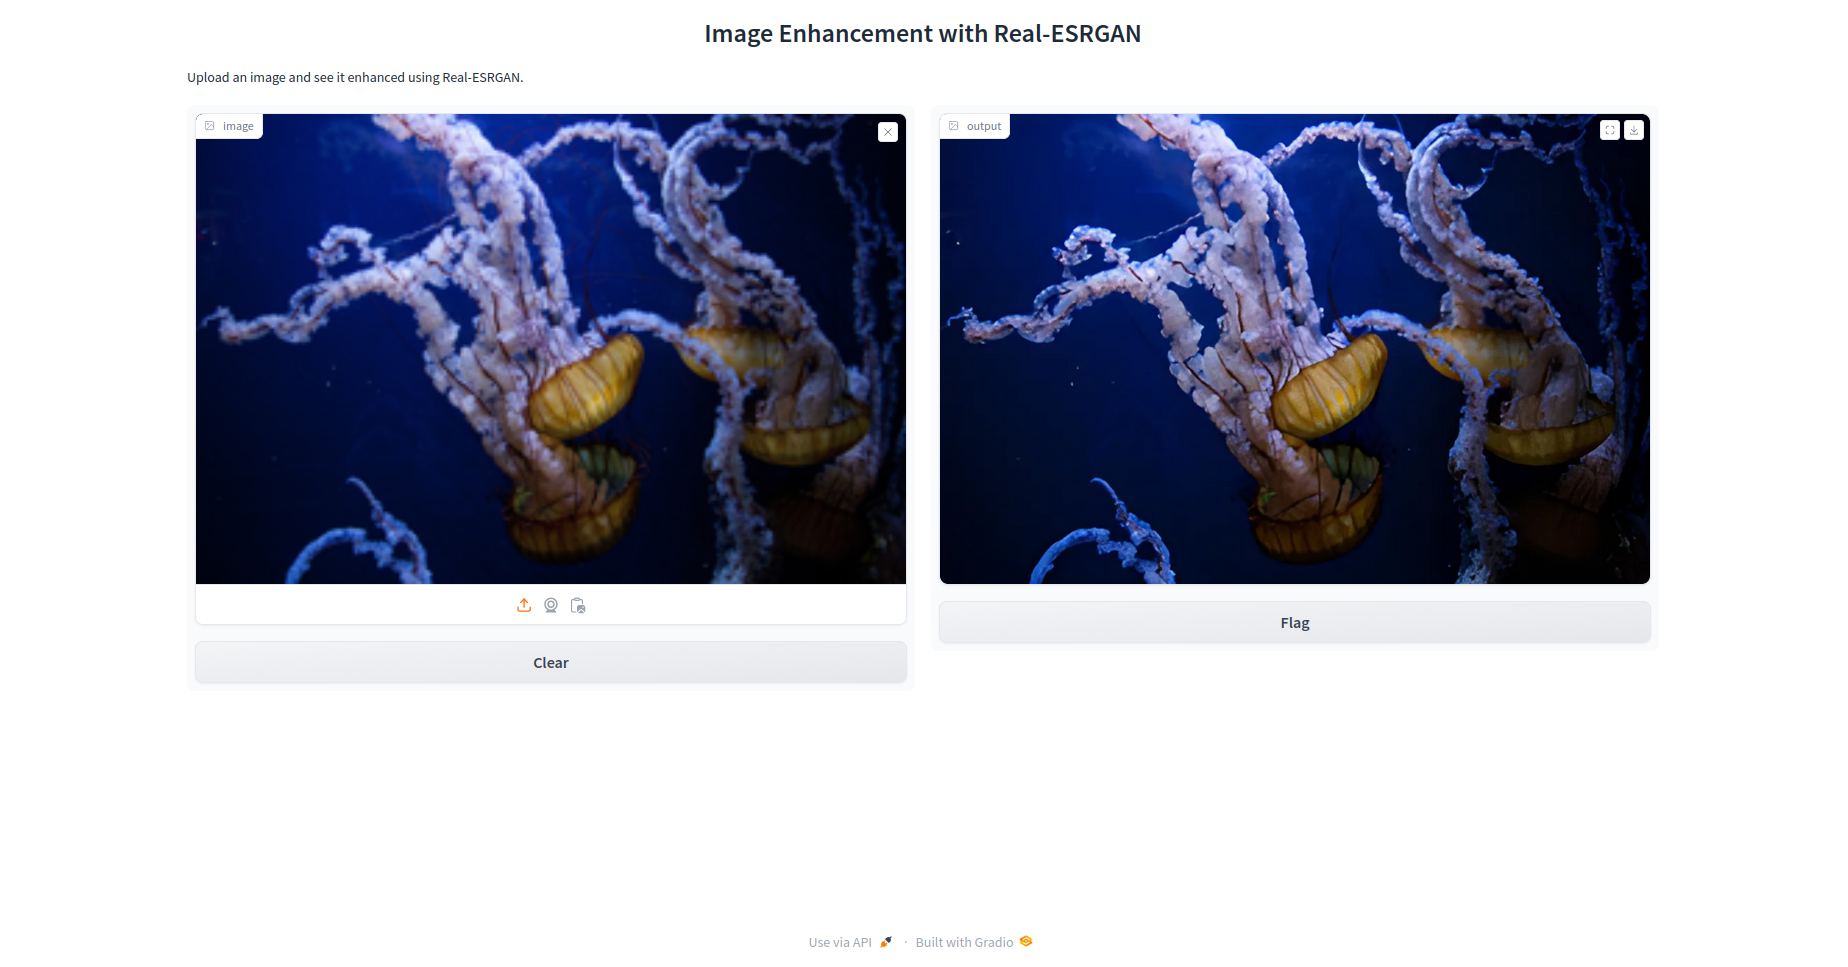 Image Enhancement with Real-ESRGAN
Upload an image and see it enhanced using Real-ESRGAN.
image
output
Clear
Flag
Use via API · Built with Gradio